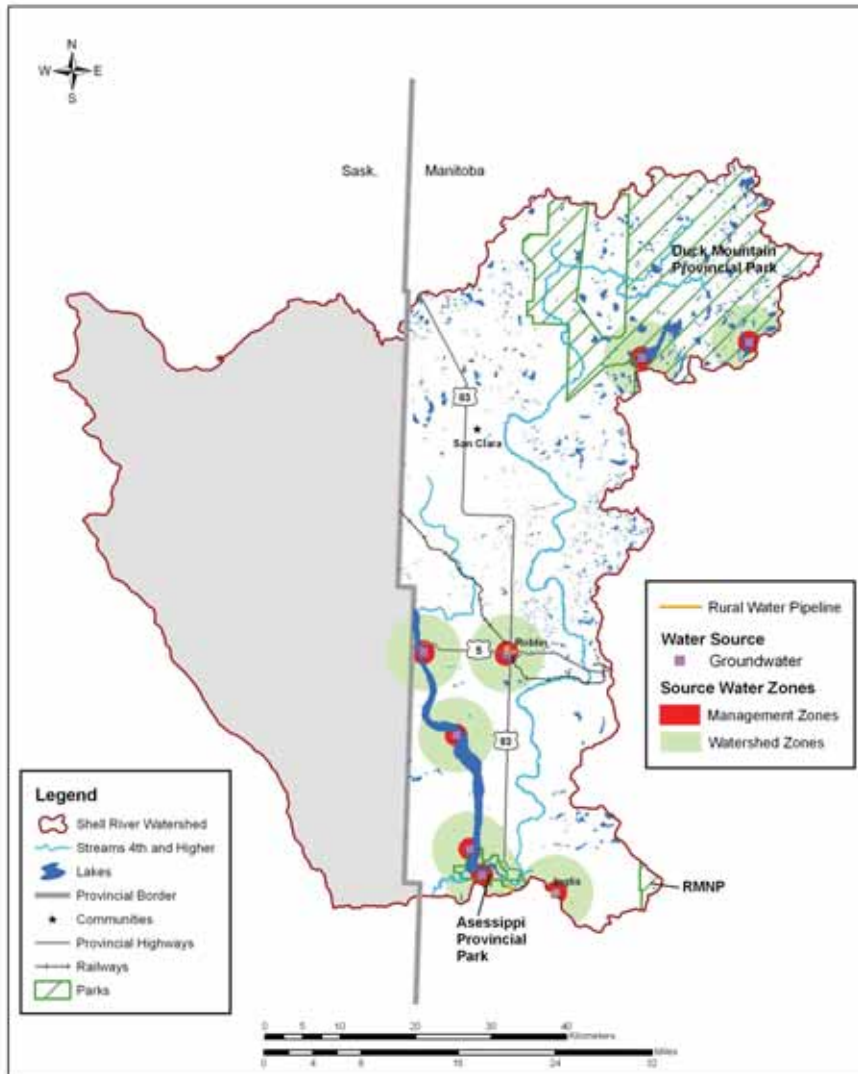 N
W E
S
Sask. Manitoba
Duck Mountain
Provincial Park
83
San Clara
5
Roblin
83
Inglis
RMNP
Asessippi
Provincial
Park
Rural Water Pipeline
Water Source
Groundwater
Source Water Zones
Management Zones
Watershed Zones
Legend
Shell River Watershed
Streams 4th and Higher
Lakes
Provincial Border
Communities
Provincial Highways
Railways
Parks
0 5 10 20 30 40
Kilometers
0 4 8 16 24 32
Miles